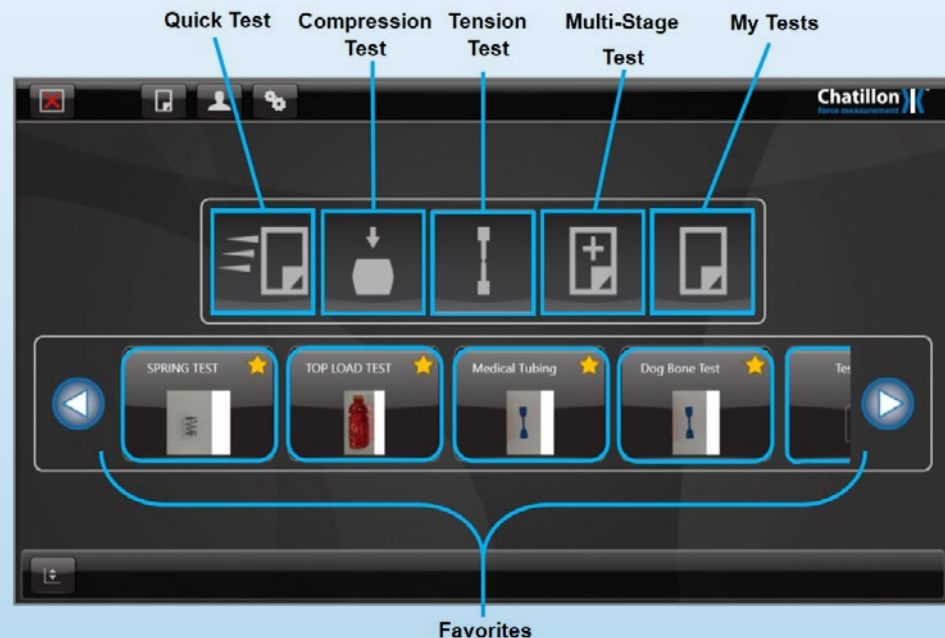 Quick Test
Compression
Test
Tension
Test
Multi-Stage
Test
My Tests
Chatillon
force measurement
SPRING TEST
TOP LOAD TEST
Medical Tubing
Dog Bone Test
Favorites